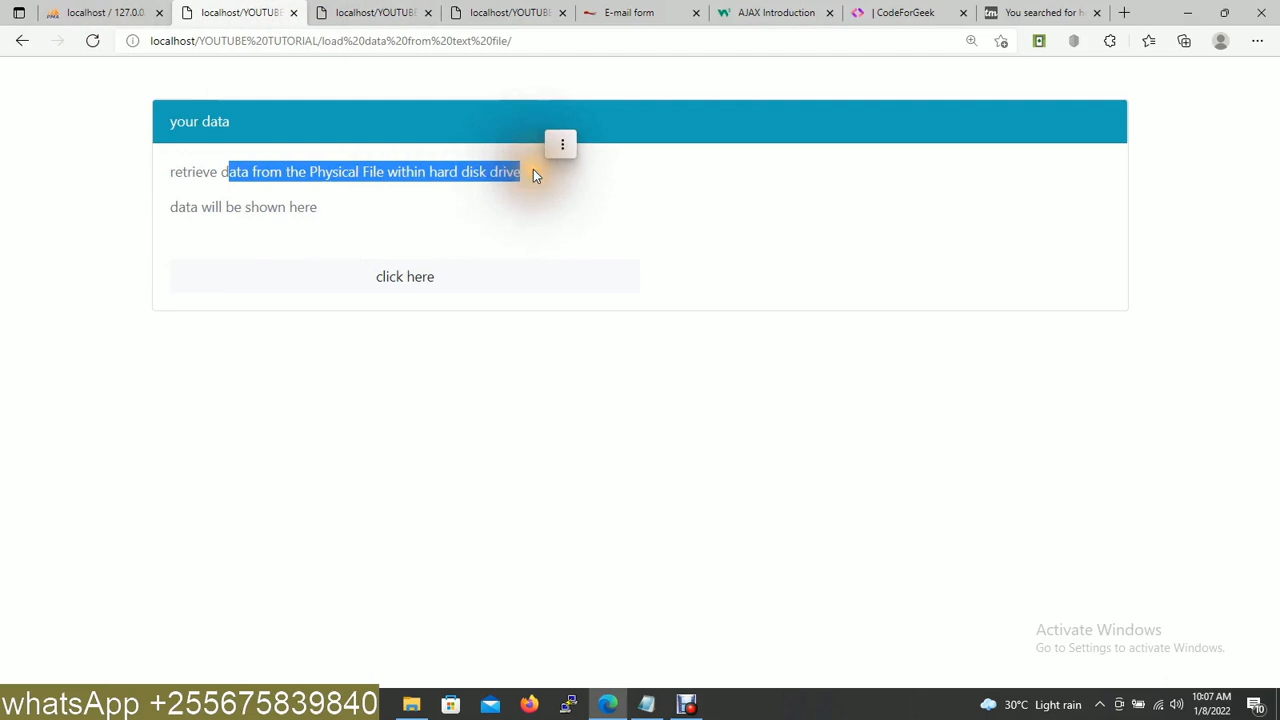 localhost / 127.0.0.1
localhost/YOUTUBE
localhost/YOUTUBE
localhost/YOUTUBE
E-mail form
AJAX Introduction
| CodeForGeek
You searched for h
localhost/YOUTUBE%20TUTORIAL/load%20data%20from%20text%20file/
your data
retrieve data from the Physical File within hard disk drive
data will be shown here
click here
Activate Windows
Go to Settings to activate Windows.
whatsApp +255675839840
30°C Light rain
10:07 AM
1/8/2022
10